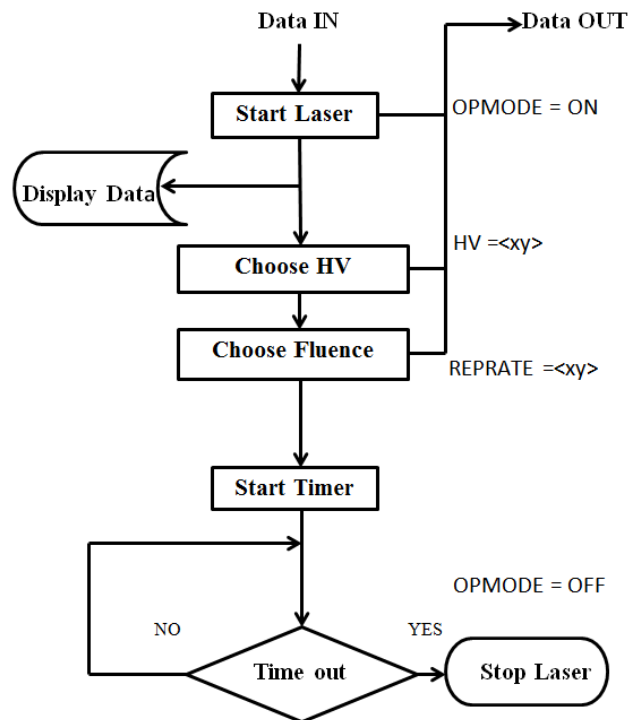 Data IN
Data OUT
Start Laser
OPMODE = ON
Display Data
HV =<xy>
Choose HV
Choose Fluence
REPRATE =<xy>
Start Timer
OPMODE = OFF
NO
YES
Time out
Stop Laser